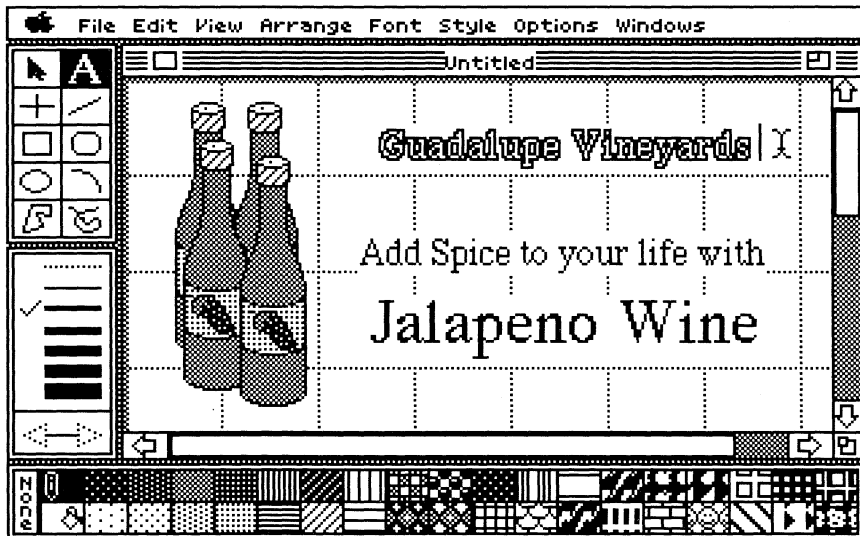 File Edit View Arrange Font Style Options Windows
A
Untitled
Guadalupe Vineyards
Add Spice to your life with
Jalapeno Wine
None